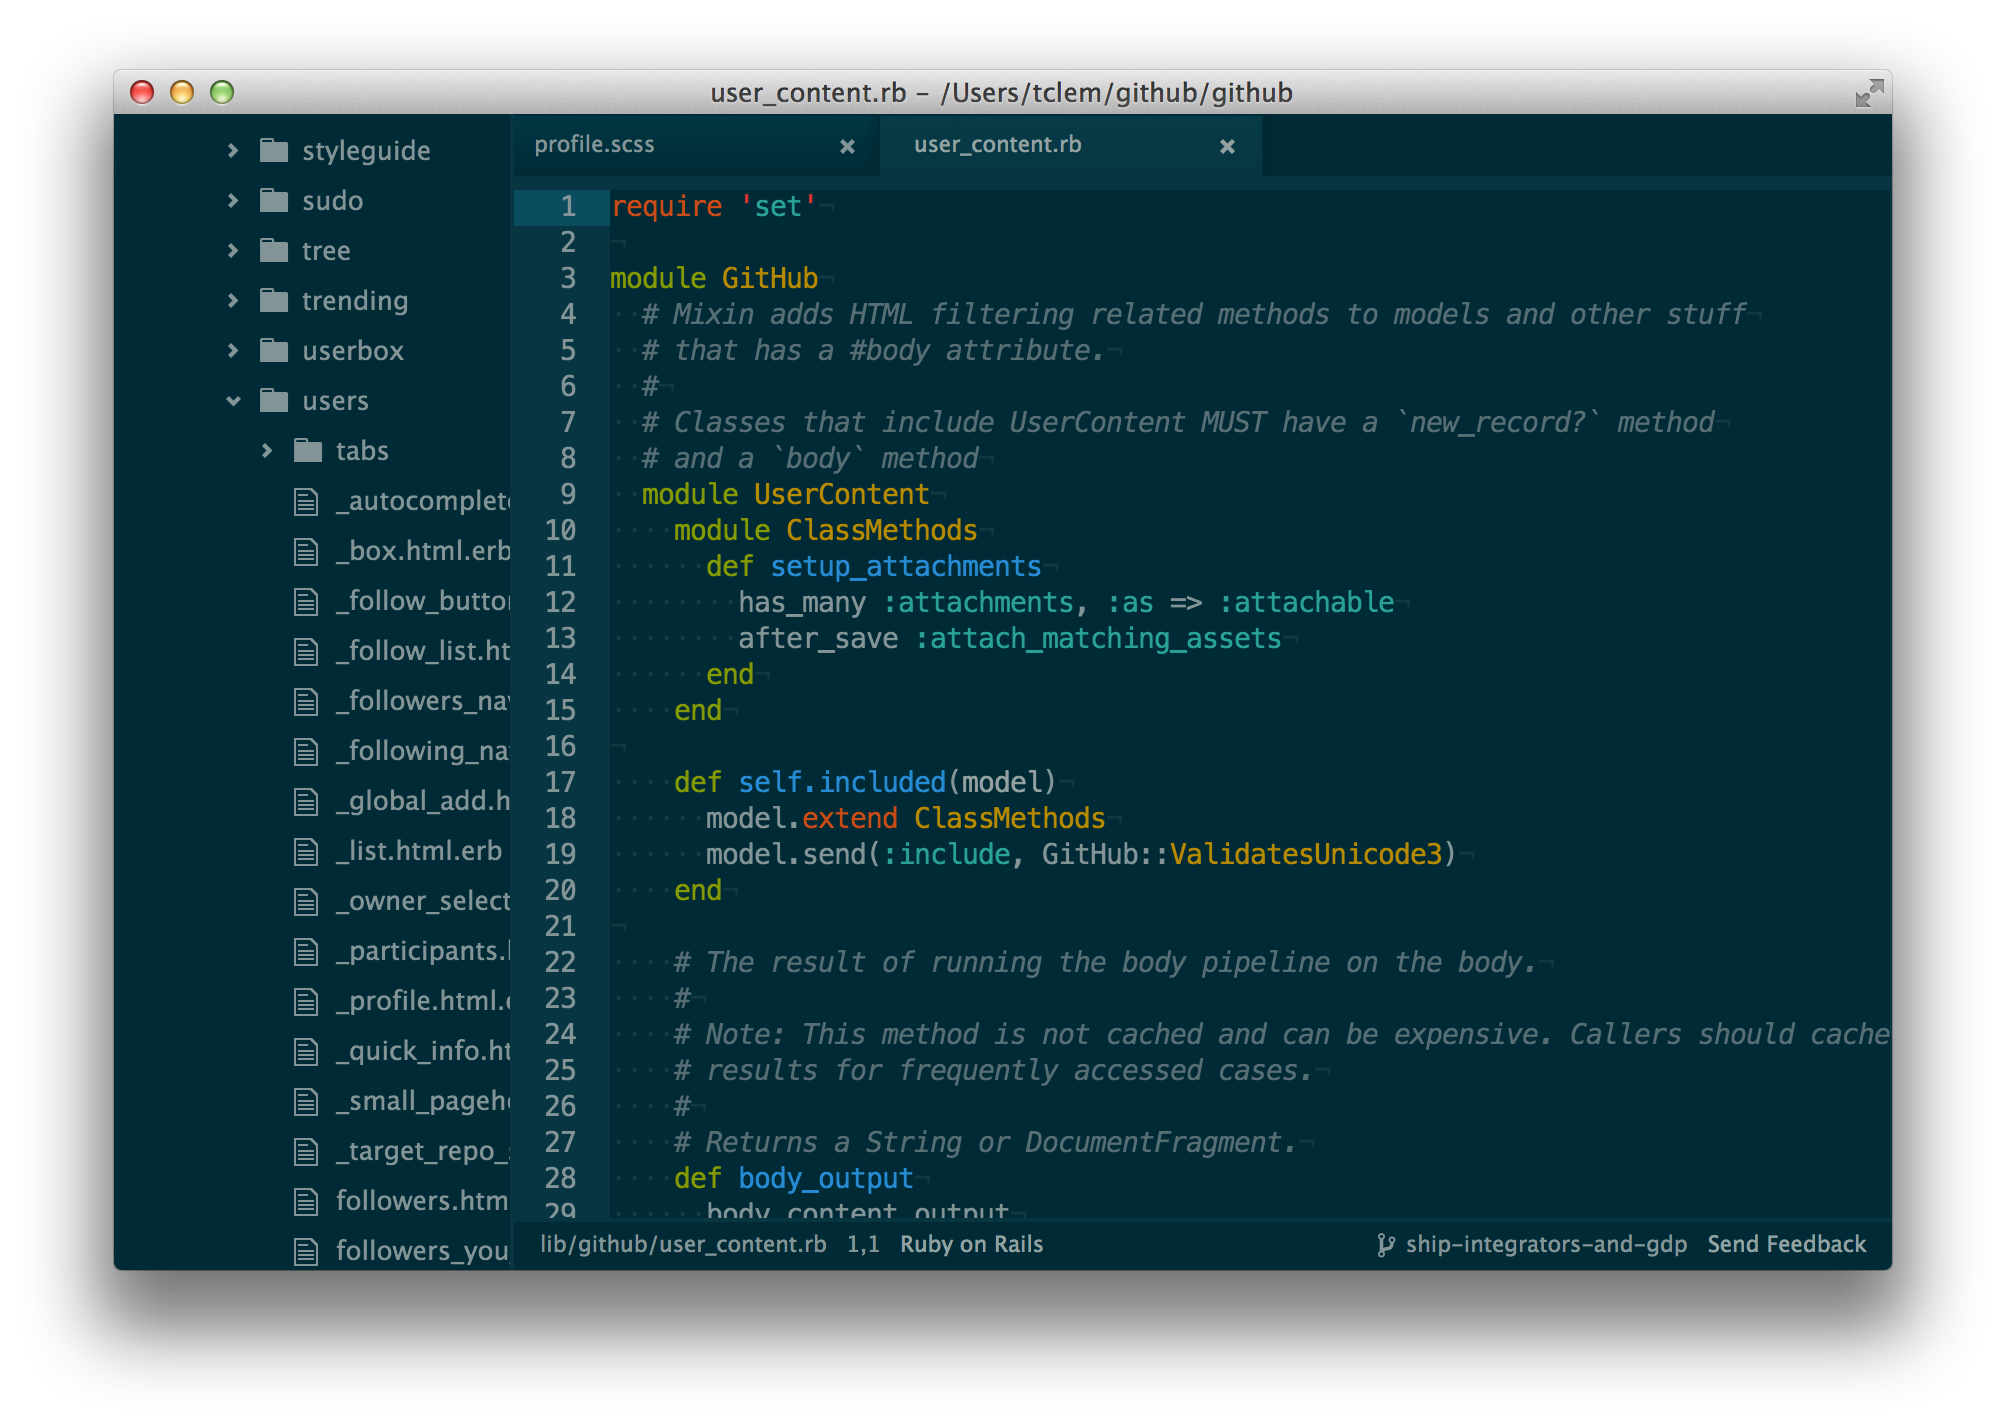 user_content.rb – /Users/tclem/github/github
styleguide
sudo
tree
trending
userbox
users
tabs
_autocomplete
_box.html.erb
_follow_button
_follow_list.ht
_followers_nav
_following_na
_global_add.h
_list.html.erb
_owner_select
_participants.
_profile.html.e
_quick_info.ht
_small_pagehe
_target_repo_
followers.htm
followers_you_
profile.scss
user_content.rb
1 require 'set'
2
3 module GitHub
4 # Mixin adds HTML filtering related methods to models and other stuff
5 # that has a #body attribute.
6 #
7 # Classes that include UserContent MUST have a `new_record?` method
8 # and a `body` method
9 module UserContent
10 module ClassMethods
11 def setup_attachments
12 has_many :attachments, :as => :attachable
13 after_save :attach_matching_assets
14 end
15 end
16
17 def self.included(model)
18 model.extend ClassMethods
19 model.send(:include, GitHub::ValidatesUnicode3)
20 end
21
22 # The result of running the body pipeline on the body.
23 #
24 # Note: This method is not cached and can be expensive. Callers should cache
25 # results for frequently accessed cases.
26 #
27 # Returns a String or DocumentFragment.
28 def body_output
29 body_content_output
lib/github/user_content.rb 1,1 Ruby on Rails
ship-integrators-and-gdp Send Feedback